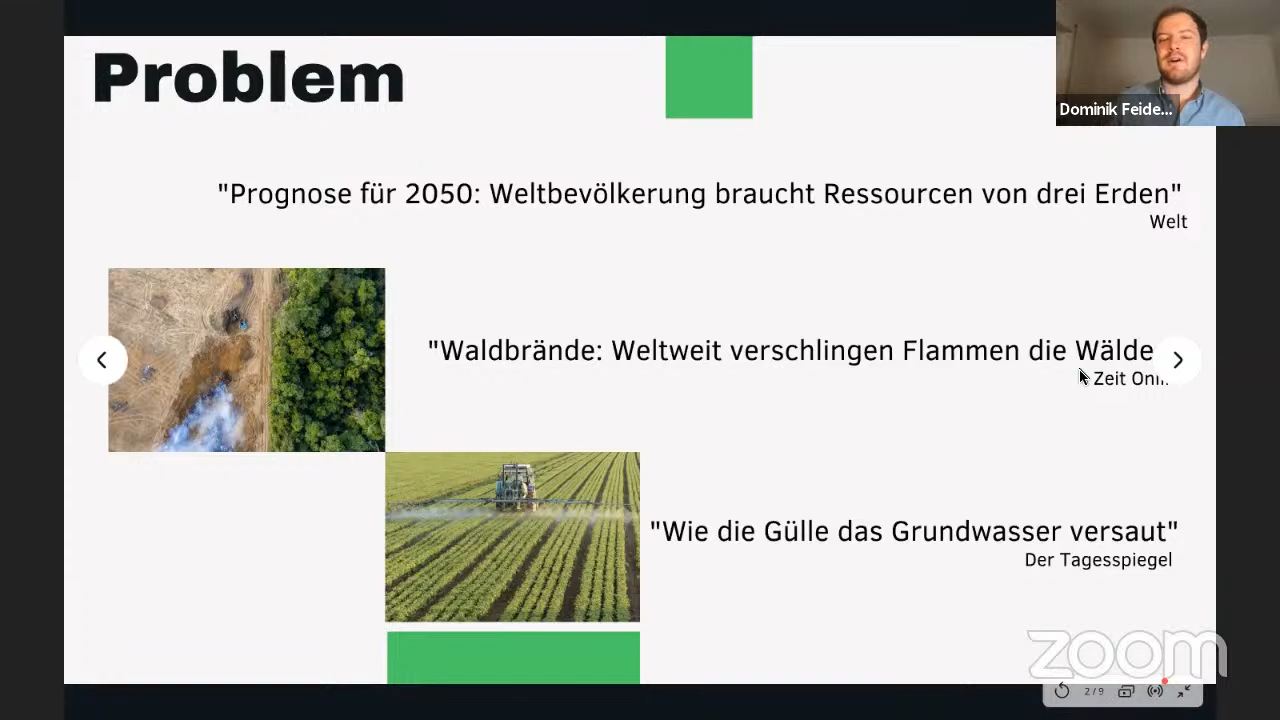 Problem
Dominik Feide...
"Prognose für 2050: Weltbevölkerung braucht Ressourcen von drei Erden"
Welt
"Waldbrände: Weltweit verschlingen Flammen die Wälde
Zeit
"Wie die Gülle das Grundwasser versaut"
Der Tagesspiegel
zoom
2/9